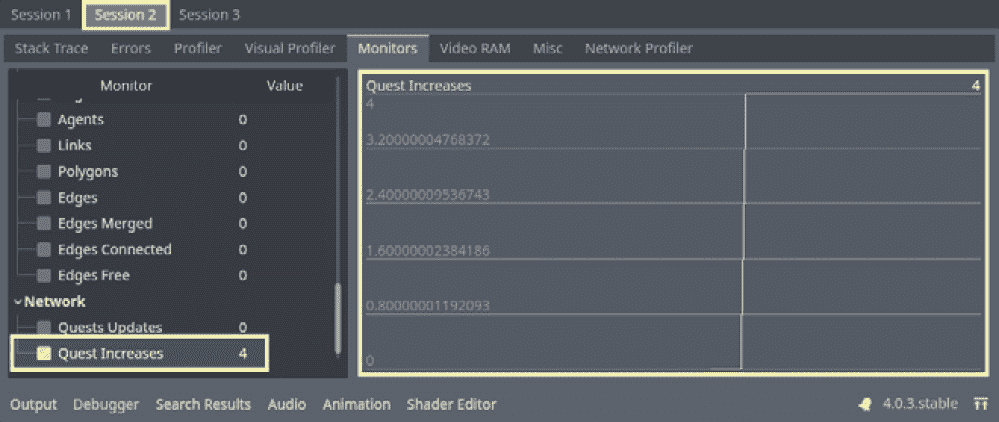 Session 1 Session 2 Session 3
Stack Trace Errors Profiler Visual Profiler Monitors Video RAM Misc Network Profiler
Monitor Value
Agents 0
Links 0
Polygons 0
Edges 0
Edges Merged 0
Edges Connected 0
Edges Free 0
Network
Quests Updates 0
Quest Increases 4
Quest Increases 4
4
3.20000004768372
2.40000009536743
1.60000002384186
0.80000001192093
0
Output Debugger Search Results Audio Animation Shader Editor 4.0.3.stable